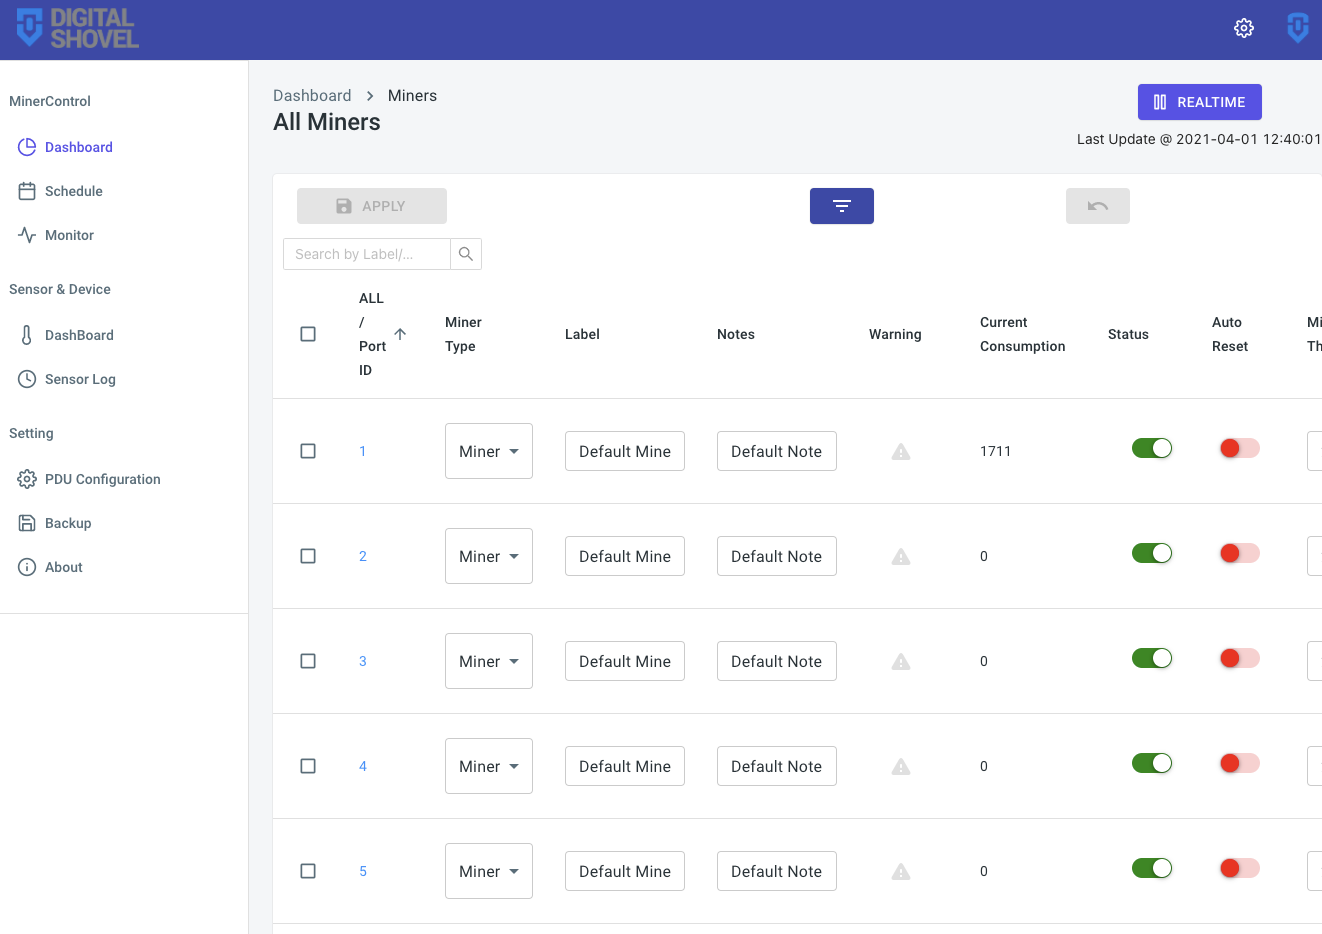 DIGITAL
SHOVEL
MinerControl
Dashboard
Schedule
Monitor
Sensor & Device
DashBoard
Sensor Log
Setting
PDU Configuration
Backup
About
Dashboard > Miners
All Miners
REALTIME
Last Update @ 2021-04-01 12:40:01
APPLY
Search by Label/...
ALL
/
Port
ID
Miner
Type
Label
Notes
Warning
Current
Consumption
Status
Auto
Reset
Mi
Th
1 Miner Default Mine Default Note 1711
2 Miner Default Mine Default Note 0
3 Miner Default Mine Default Note 0
4 Miner Default Mine Default Note 0
5 Miner Default Mine Default Note 0